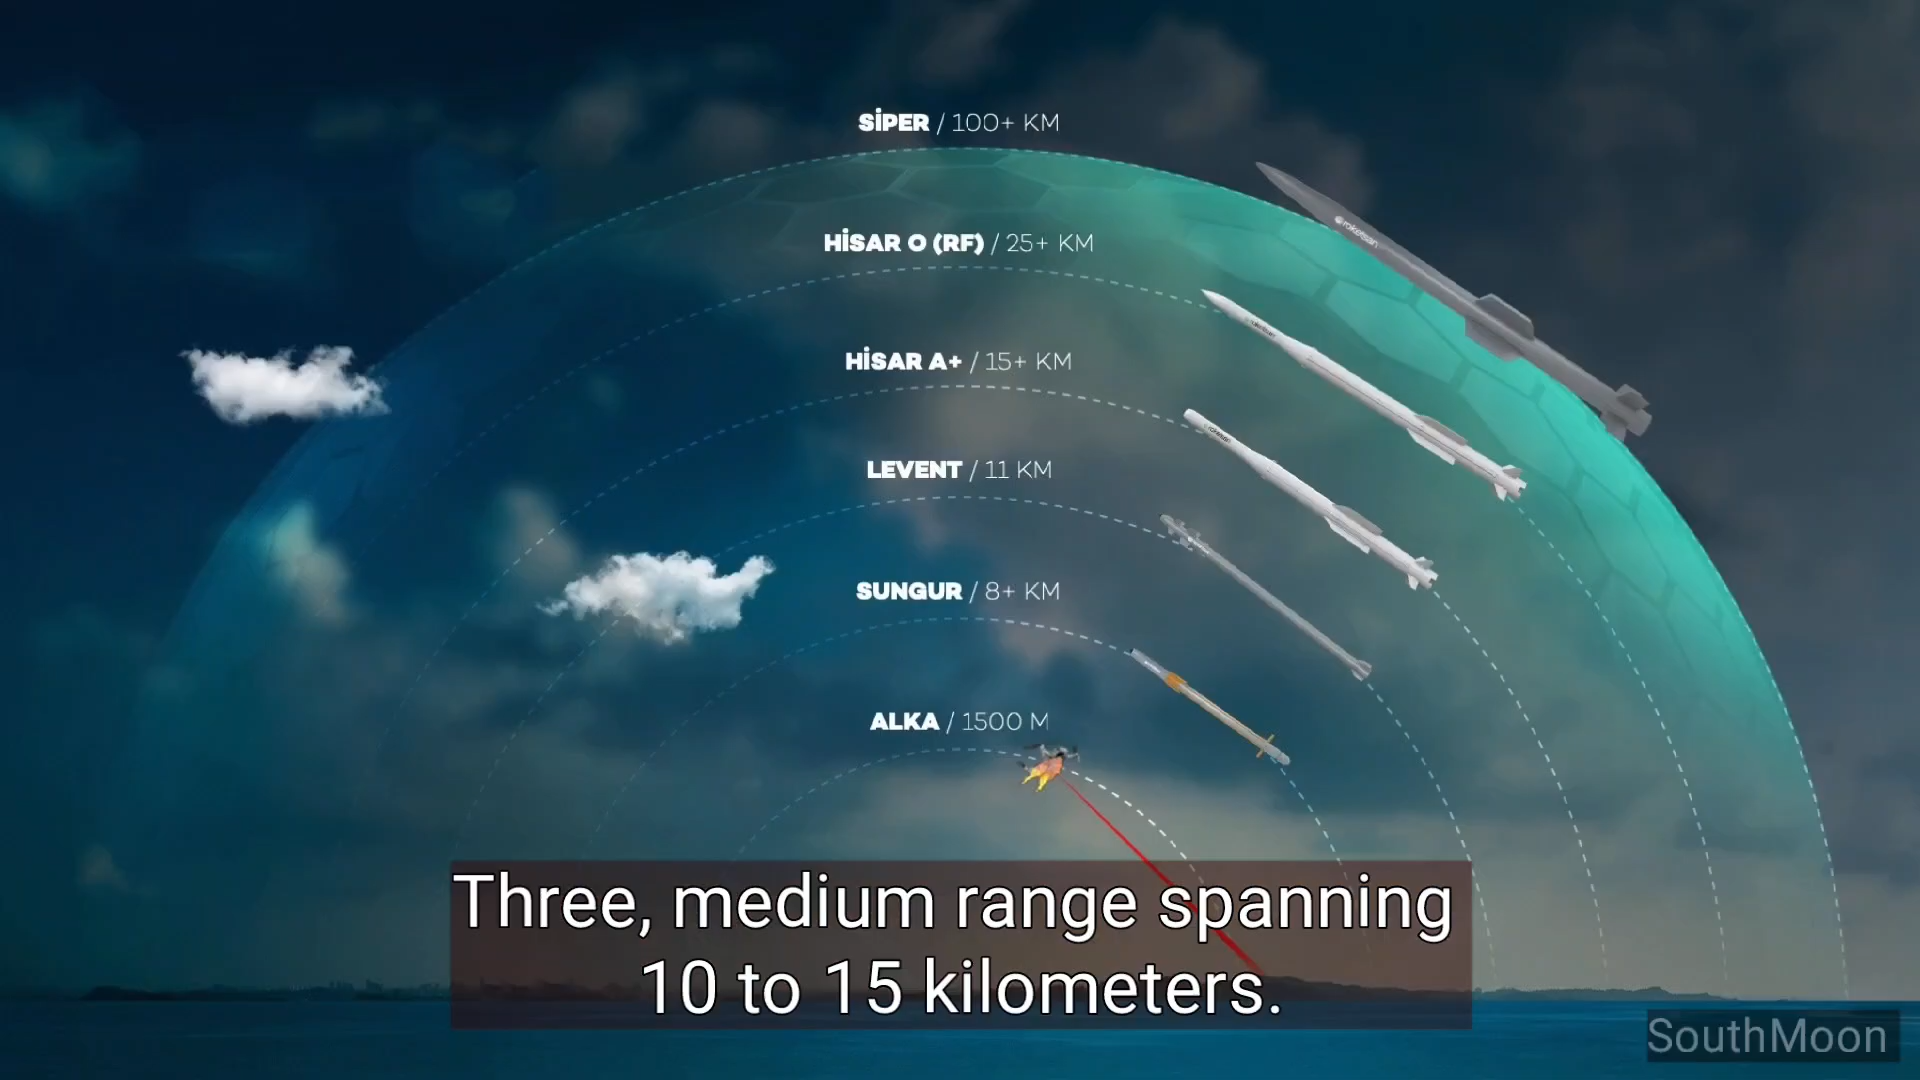 SİPER / 100+ KM
roketsan
HİSAR O (RF) / 25+ KM
HİSAR A+ / 15+ KM
LEVENT / 11 KM
SUNGUR / 8+ KM
ALKA / 1500 M
Three, medium range spanning
10 to 15 kilometers.
SouthMoon